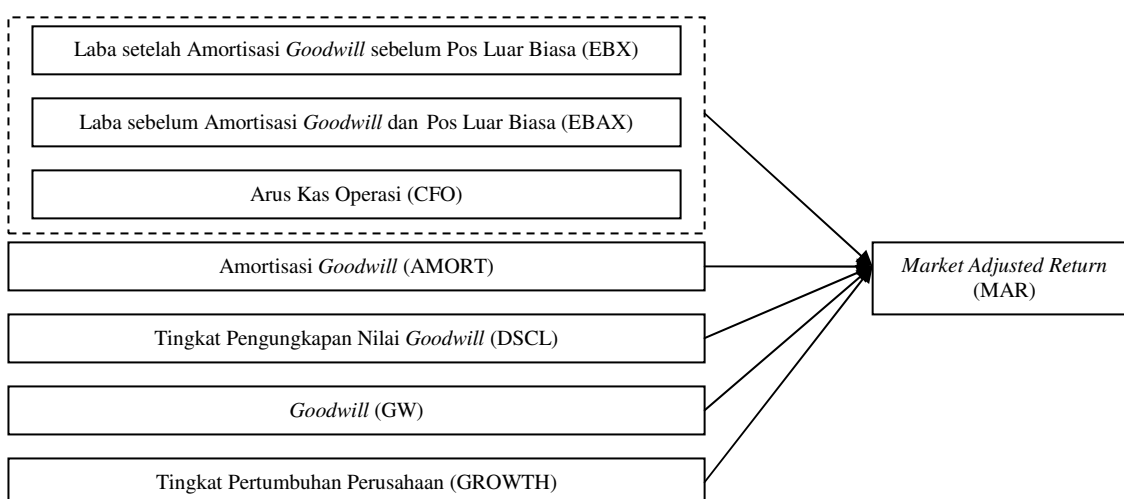 Laba setelah Amortisasi Goodwill sebelum Pos Luar Biasa (EBX)
Laba sebelum Amortisasi Goodwill dan Pos Luar Biasa (EBAX)
Arus Kas Operasi (CFO)
Amortisasi Goodwill (AMORT)
Tingkat Pengungkapan Nilai Goodwill (DSCL)
Goodwill (GW)
Tingkat Pertumbuhan Perusahaan (GROWTH)
Market Adjusted Return
(MAR)